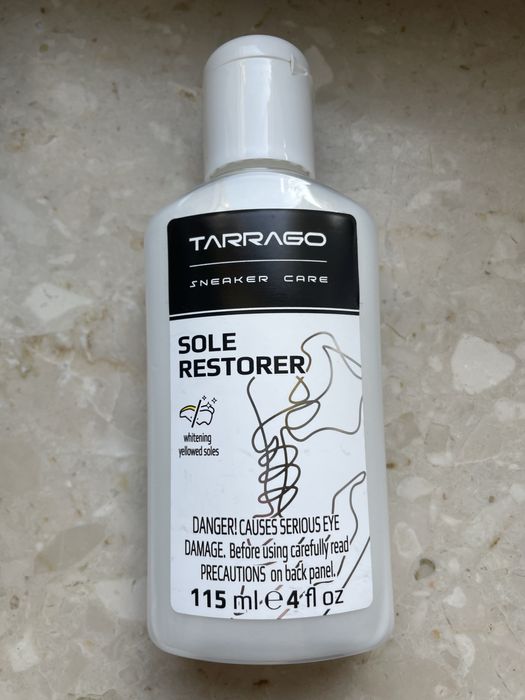 TARRAGO
SNEAKER CARE
SOLE
RESTORER
whitening
yellowed soles
DANGER! CAUSES SERIOUS EYE
DAMAGE. Before using carefully read
PRECAUTIONS on back panel.
115 ml ℮ 4 fl oz